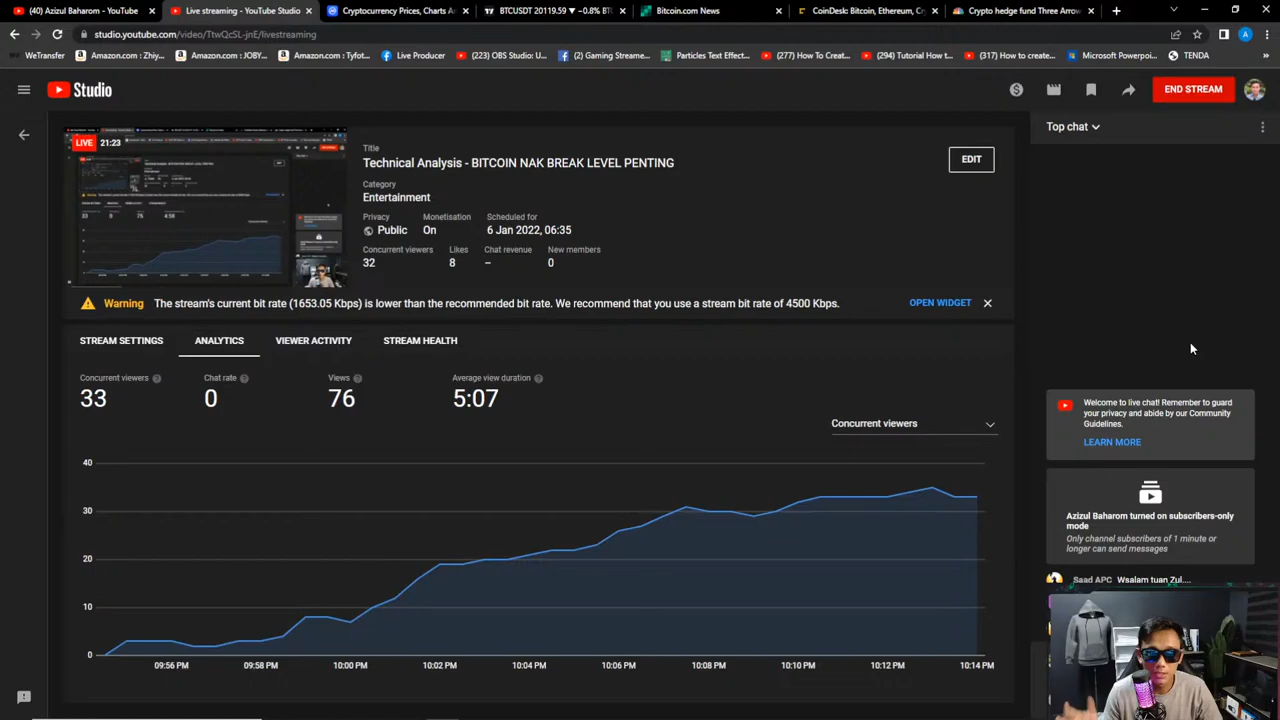 (40) Azizul Baharom - YouTube
Live streaming - YouTube Studio
Cryptocurrency Prices, Charts A
BTCUSDT 20119.59 ▼ −0.8% BTC
Bitcoin.com News
CoinDesk: Bitcoin, Ethereum, C
Crypto hedge fund Three Arrow
studio.youtube.com/video/TtwQcSL-jnE/livestreaming
WeTransfer
Amazon.com : Zhiy...
Amazon.com : JOBY...
Amazon.com : Tyfot...
Live Producer
(223) OBS Studio: U...
(2) Gaming Streame...
Particles Text Effect...
(277) How To Creat...
(294) Tutorial How t...
(317) How to create...
Microsoft Powerpoi...
TENDA
Studio
END STREAM
LIVE 21:23
Title
Technical Analysis - BITCOIN NAK BREAK LEVEL PENTING
EDIT
Category
Entertainment
Privacy Monetisation Scheduled for
Public On 6 Jan 2022, 06:35
Concurrent viewers Likes Chat revenue New members
32 8 – 0
Warning The stream's current bit rate (1653.05 Kbps) is lower than the recommended bit rate. We recommend that you use a stream bit rate of 4500 Kbps. OPEN WIDGET
STREAM SETTINGS ANALYTICS VIEWER ACTIVITY STREAM HEALTH
Concurrent viewers Chat rate Views Average view duration
33 0 76 5:07
Concurrent viewers
40
30
20
10
0
09:56 PM 09:58 PM 10:00 PM 10:02 PM 10:04 PM 10:06 PM 10:08 PM 10:10 PM 10:12 PM 10:14 PM
Top chat
Welcome to live chat! Remember to guard
your privacy and abide by our Community
Guidelines.
LEARN MORE
Azizul Baharom turned on subscribers-only
mode
Only channel subscribers of 1 minute or
longer can send messages
Saad APC Wsalam tuan Zul....